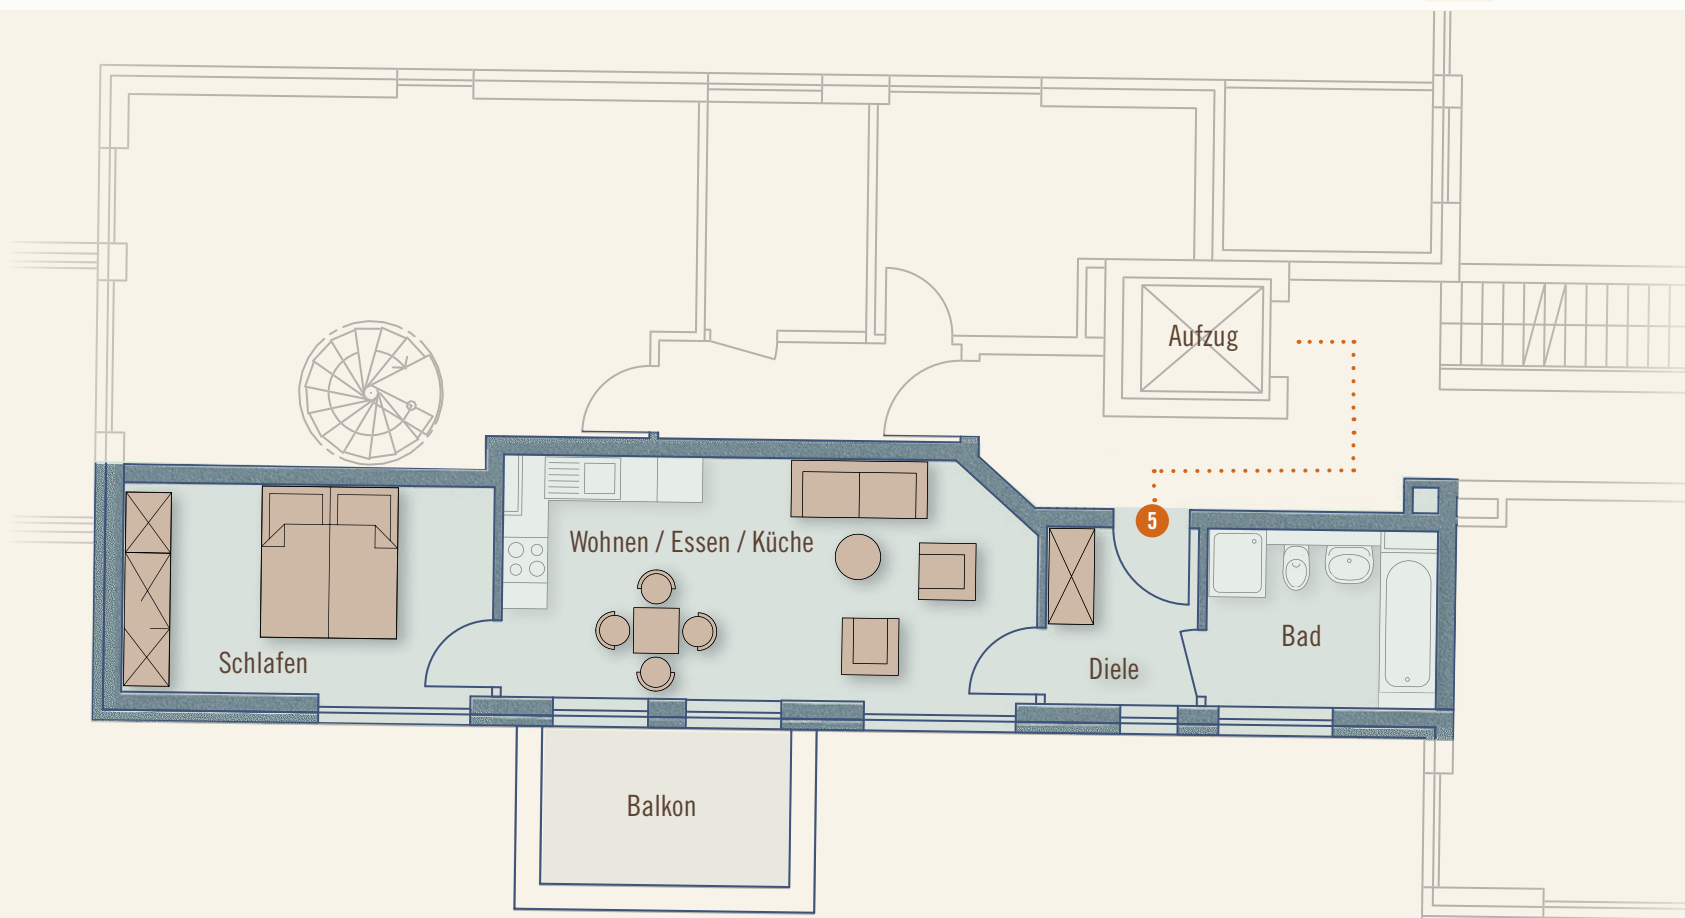 Aufzug
5
Wohnen / Essen / Küche
Schlafen
Diele
Bad
Balkon